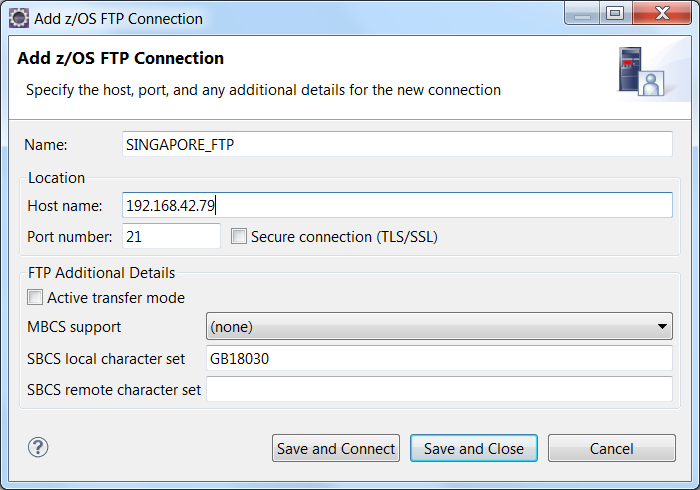 Add z/OS FTP Connection
Add z/OS FTP Connection
Specify the host, port, and any additional details for the new connection
Name: SINGAPORE_FTP
Location
Host name: 192.168.42.79
Port number: 21 Secure connection (TLS/SSL)
FTP Additional Details
Active transfer mode
MBCS support (none)
SBCS local character set GB18030
SBCS remote character set
? Save and Connect Save and Close Cancel